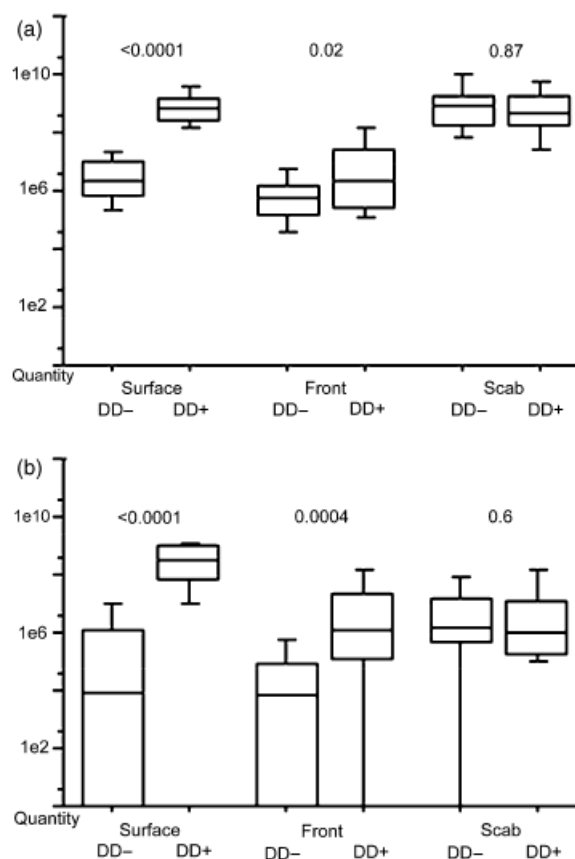 (a)
<0.0001 0.02 0.87
1e10
1e6
1e2
Quantity
Surface Front Scab
DD– DD+ DD– DD+ DD– DD+
(b)
<0.0001 0.0004 0.6
1e10
1e6
1e2
Quantity
Surface Front Scab
DD– DD+ DD– DD+ DD– DD+